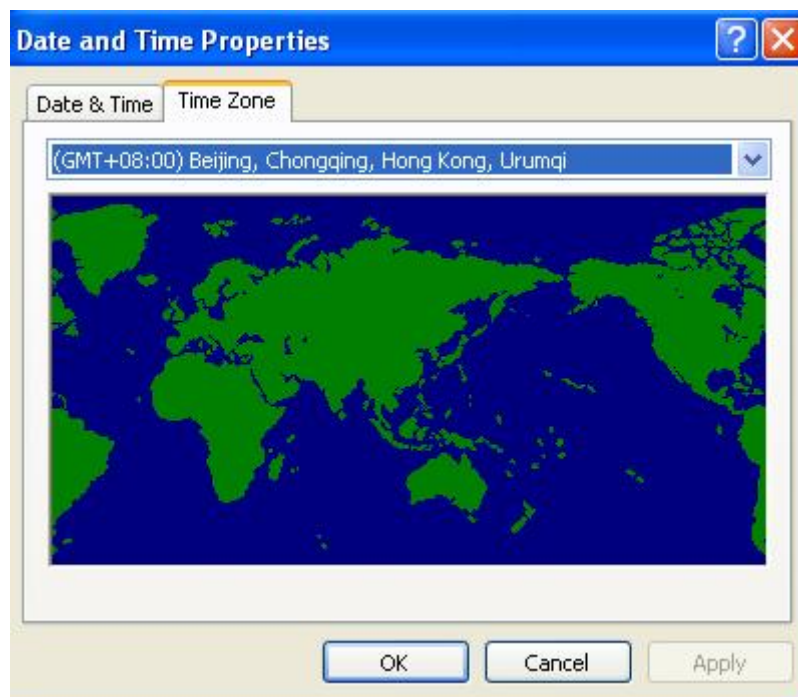 Date and Time Properties
Date & Time Time Zone
(GMT+08:00) Beijing, Chongqing, Hong Kong, Urumqi
OK Cancel Apply